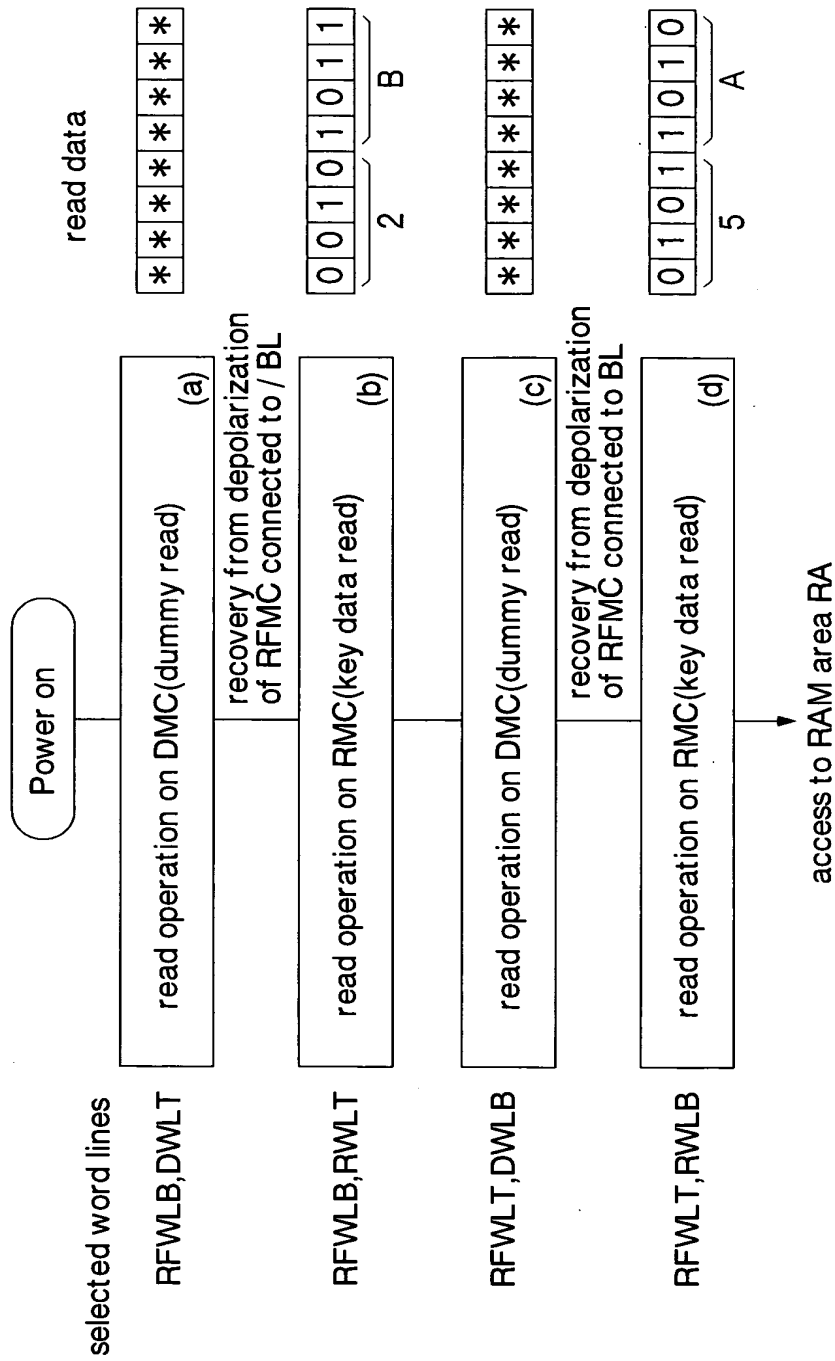 Power on
selected word lines
read data
RFWLB,DWLT
read operation on DMC(dummy read)
(a)
* * * * * * * *
recovery from depolarization
of RFMC connected to / BL
RFWLB,RWLT
read operation on RMC(key data read)
(b)
0 0 1 0 1 0 1 1
2
B
RFWLT,DWLB
read operation on DMC(dummy read)
(c)
* * * * * * * *
recovery from depolarization
of RFMC connected to BL
RFWLT,RWLB
read operation on RMC(key data read)
(d)
0 1 0 1 1 0 1 0
5
A
access to RAM area RA